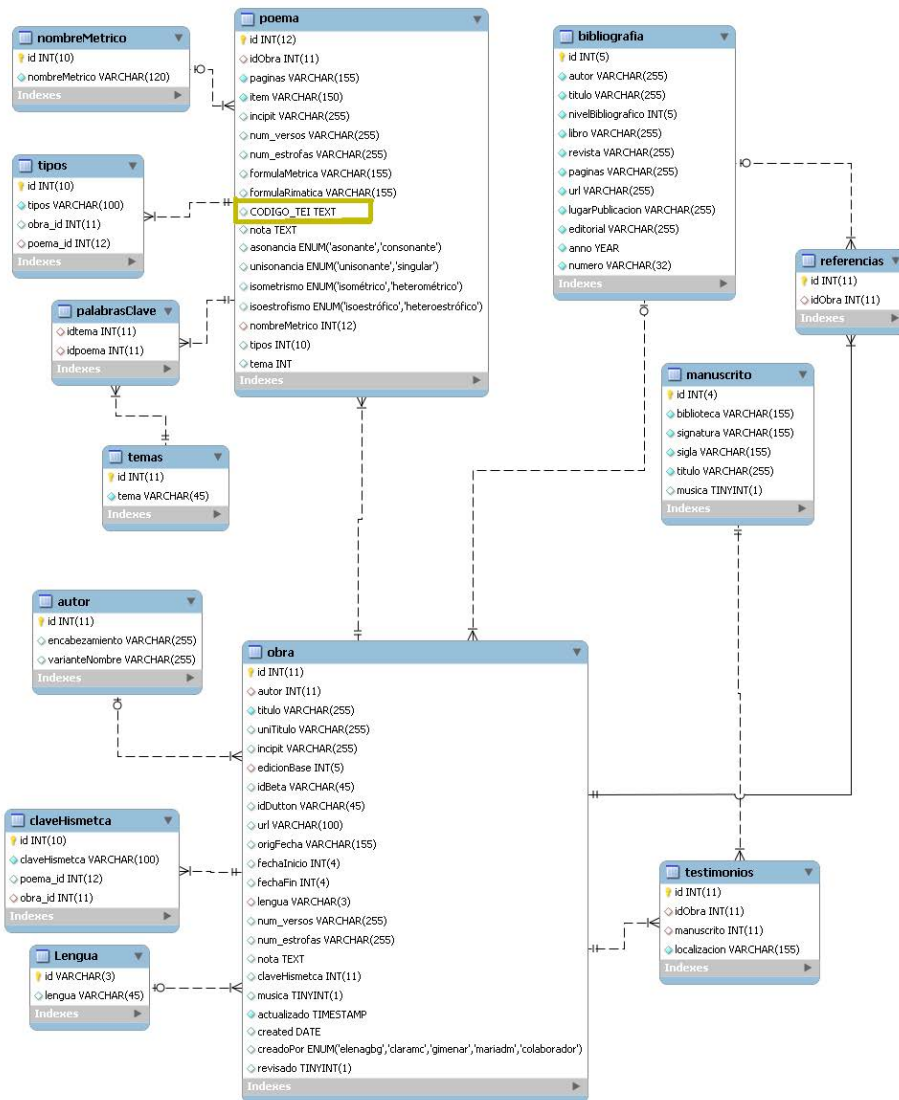 nombreMetrico
id INT(10)
nombreMetrico VARCHAR(120)
Indexes
tipos
id INT(10)
tipos VARCHAR(100)
obra_id INT(11)
poema_id INT(12)
Indexes
palabrasClave
idtema INT(11)
idpoema INT(11)
Indexes
temas
id INT(11)
tema VARCHAR(45)
Indexes
poema
id INT(12)
idObra INT(11)
paginas VARCHAR(155)
item VARCHAR(150)
incipit VARCHAR(255)
num_versos VARCHAR(255)
num_estrofas VARCHAR(255)
formulaMetrica VARCHAR(155)
formulaRimatica VARCHAR(155)
CODIGO_TEI TEXT
nota TEXT
asonancia ENUM('asonante','consonante')
unisonancia ENUM('unisonante','singular')
isometrismo ENUM('isométrico','heterométrico')
isoestrofismo ENUM('isoestrófico','heteroestrófico')
nombreMetrico INT(12)
tipos INT(10)
tema INT
Indexes
bibliografia
id INT(5)
autor VARCHAR(255)
titulo VARCHAR(255)
nivelBibliografico INT(5)
libro VARCHAR(255)
revista VARCHAR(255)
paginas VARCHAR(255)
url VARCHAR(255)
lugarPublicacion VARCHAR(255)
editorial VARCHAR(255)
anno YEAR
numero VARCHAR(32)
Indexes
referencias
id INT(11)
idObra INT(11)
Indexes
manuscrito
id INT(4)
biblioteca VARCHAR(155)
signatura VARCHAR(155)
sigla VARCHAR(155)
titulo VARCHAR(255)
musica TINYINT(1)
Indexes
autor
id INT(11)
encabezamiento VARCHAR(255)
varianteNombre VARCHAR(255)
Indexes
claveHismetca
id INT(10)
claveHismetca VARCHAR(100)
poema_id INT(12)
obra_id INT(11)
Indexes
Lengua
id VARCHAR(3)
lengua VARCHAR(45)
Indexes
obra
id INT(11)
autor INT(11)
titulo VARCHAR(255)
uniTitulo VARCHAR(255)
incipit VARCHAR(255)
edicionBase INT(5)
idBeta VARCHAR(45)
idDutton VARCHAR(45)
url VARCHAR(100)
origFecha VARCHAR(155)
fechaInicio INT(4)
fechaFin INT(4)
lengua VARCHAR(3)
num_versos VARCHAR(255)
num_estrofas VARCHAR(255)
nota TEXT
claveHismetca INT(11)
musica TINYINT(1)
actualizado TIMESTAMP
created DATE
creadoPor ENUM('elenagbg','claramc','gimenar','mariadm','colaborador')
revisado TINYINT(1)
Indexes
testimonios
id INT(11)
idObra INT(11)
manuscrito INT(11)
localizacion VARCHAR(155)
Indexes